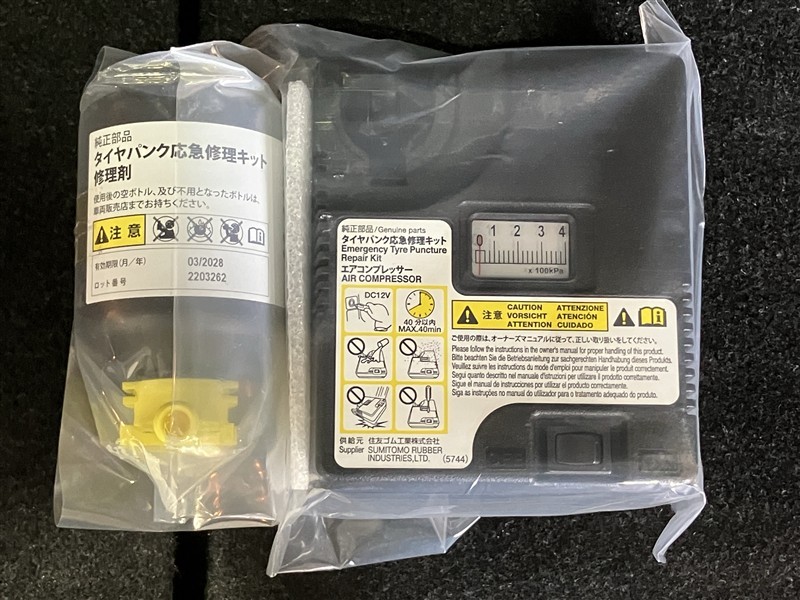 純正部品
タイヤパンク応急修理キット
修理剤
使用後の空ボトル、及び不用となったボトルは、
車両販売店までお持ちください。
注意
有効期限(月/年) 03/2028
ロット番号 2203262
0 1 2 3 4
x 100kPa
純正部品/Genuine parts
タイヤパンク応急修理キット
Emergency Tyre Puncture
Repair Kit
エアコンプレッサー
AIR COMPRESSOR
DC12V
40分以内
MAX.40min
供給元 住友ゴム工業株式会社
Supplier SUMITOMO RUBBER
INDUSTRIES,LTD. (5744)
注意
CAUTION ATTENZIONE
VORSICHT ATENCIÓN
ATTENTION CUIDADO
ご使用の際は、オーナーズマニュアルに従って、正しい取り扱いをしてください。
Please follow the instructions in the owner's manual for proper handling of this product.
Bitte beachten Sie die Betriebsanleitung zur sachgerechten Handhabung dieses Produkts.
Veuillez suivre les instructions du mode d'emploi pour manipuler le produit correctement.
Segui quanto descritto nel manuale d'istruzioni per utilizzare il prodotto correttamente.
Sigue el manual de instrucciones por utilizar el producto correctamente.
Siga as instruções no manual do utilizador para o tratamento adequado do produto.